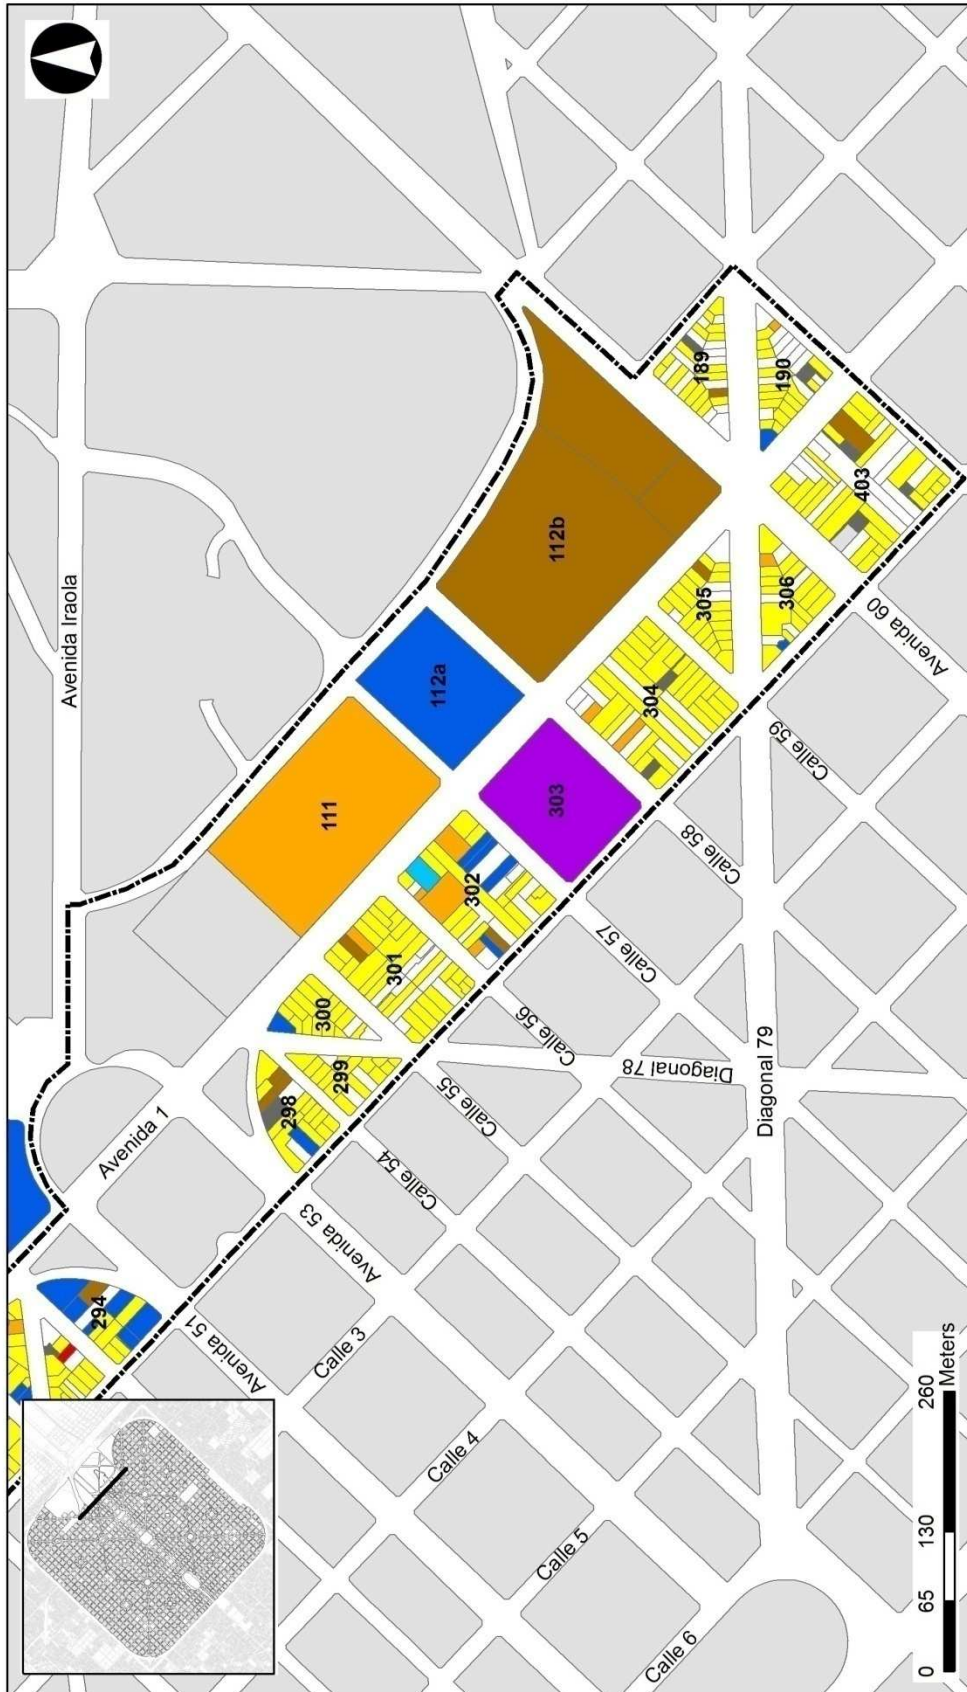 Avenida Iraola
111
112a
112b
189
190
403
305
306
304
303
302
301
300
299
298
294
Avenida 1
Avenida 51
Avenida 53
Calle 54
Calle 55
Calle 56
Calle 57
Calle 58
Calle 59
Avenida 60
Diagonal 78
Diagonal 79
Calle 3
Calle 4
Calle 5
Calle 6
0 65 130 260
Meters